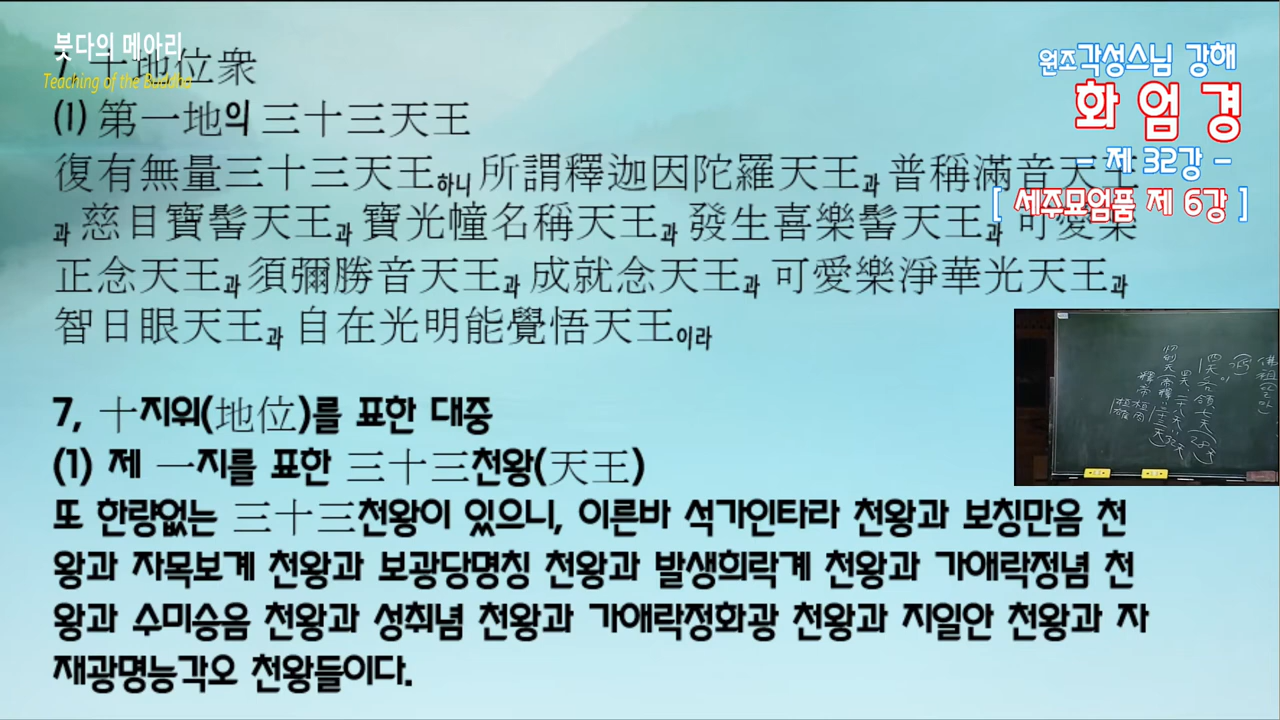 붓다의 메아리
Teaching of the Buddha
7, 十地位衆
(1) 第一地의 三十三天王
復有無量三十三天王하니 所謂釋迦因陀羅天王과 普稱滿音天王
과 慈目寶髻天王과 寶光幢名稱天王과 發生喜樂髻天王과 可愛樂
正念天王과 須彌勝音天王과 成就念天王과 可愛樂淨華光天王과
智日眼天王과 自在光明能覺悟天王이라
7, 十지위(地位)를 표한 대중
(1) 제 一지를 표한 三十三천왕(天王)
또 한량없는 三十三천왕이 있으니, 이른바 석가인타라 천왕과 보칭만음 천
왕과 자목보계 천왕과 보광당명칭 천왕과 발생희락계 천왕과 가애락정념 천
왕과 수미승음 천왕과 성취념 천왕과 가애락정화광 천왕과 지일안 천왕과 자
재광명능각오 천왕들이다.
원조각성스님 강해
화엄경
- 제 32강 -
[ 세주묘엄품 제 6강 ]
四天各領七天